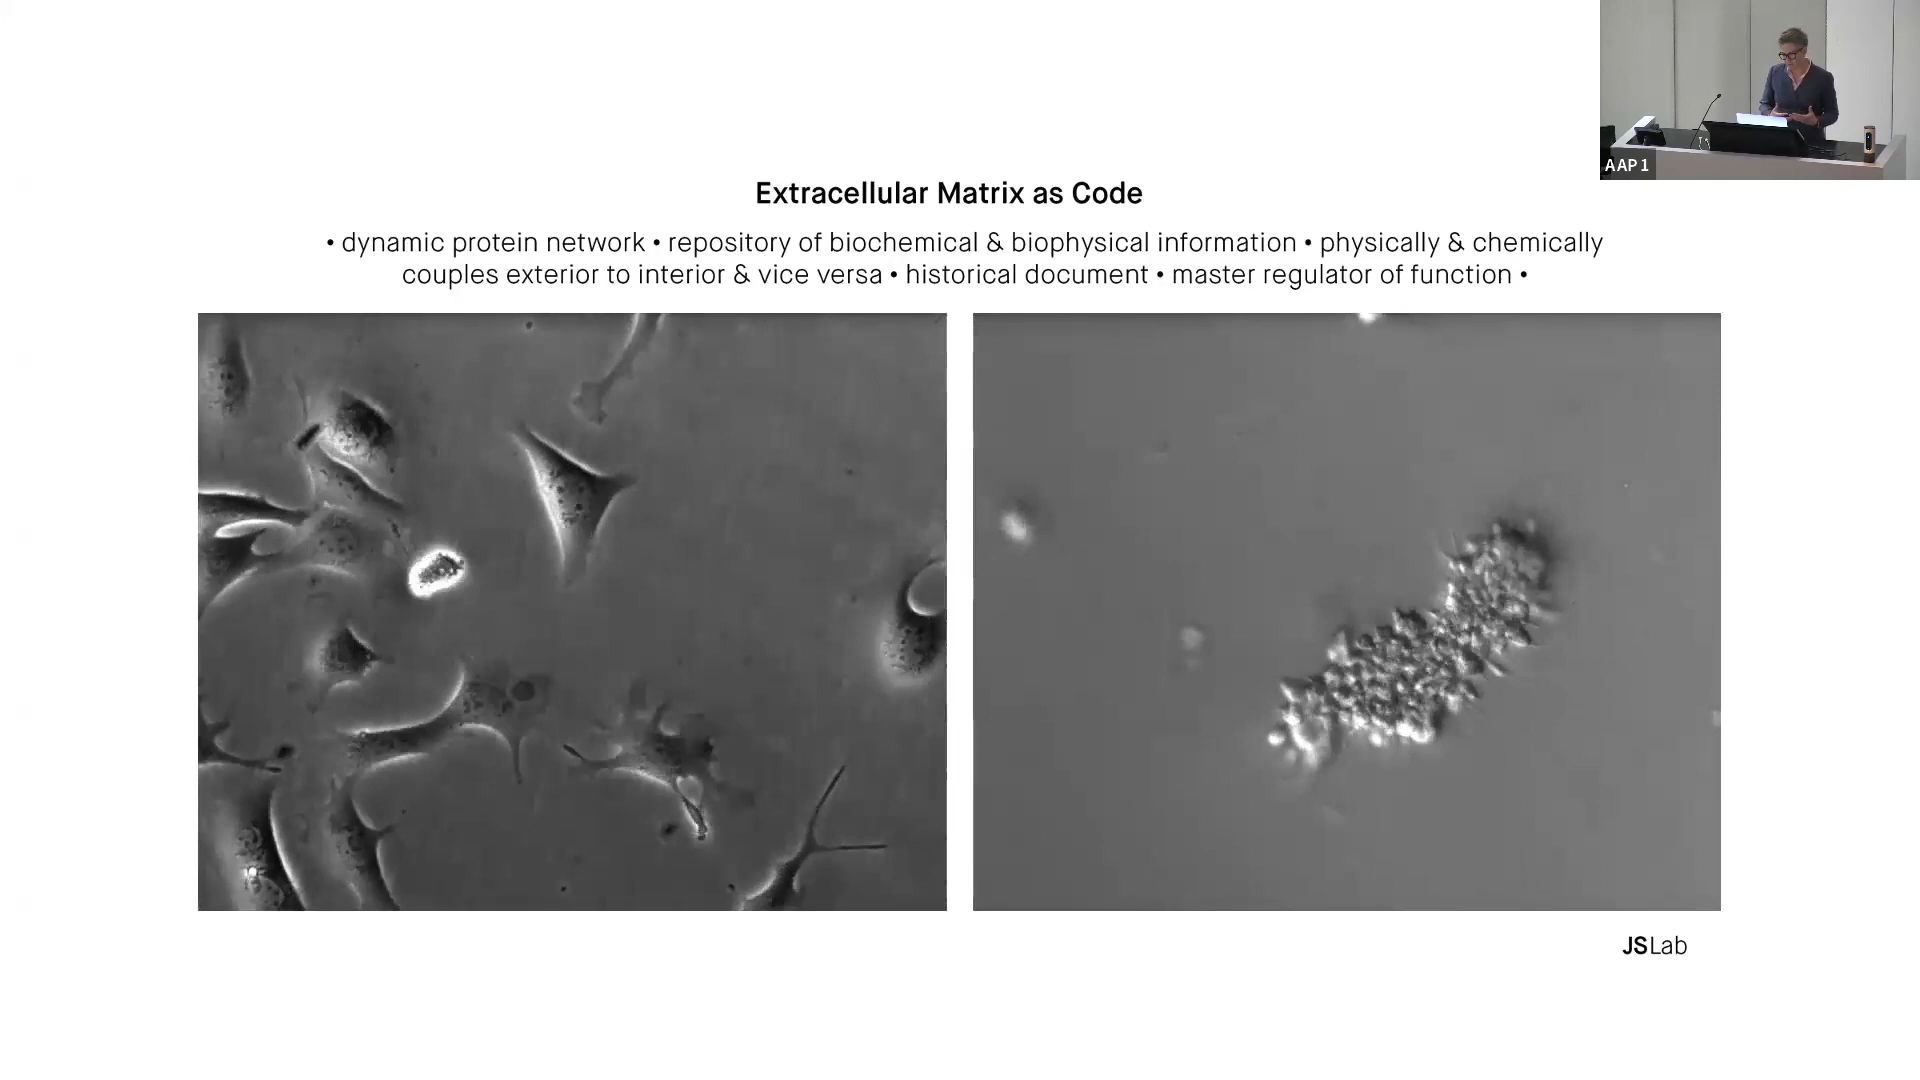 AAP 1
Extracellular Matrix as Code
• dynamic protein network • repository of biochemical & biophysical information • physically & chemically
couples exterior to interior & vice versa • historical document • master regulator of function •
JSLab